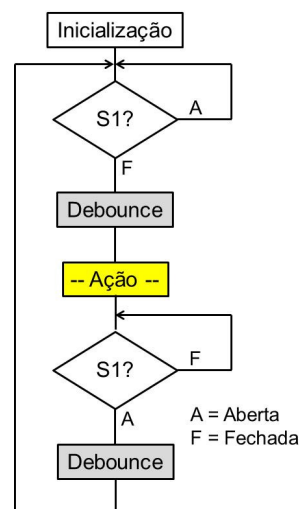 Inicialização
S1?
A
F
Debounce
-- Ação --
S1?
F
A
A = Aberta
F = Fechada
Debounce